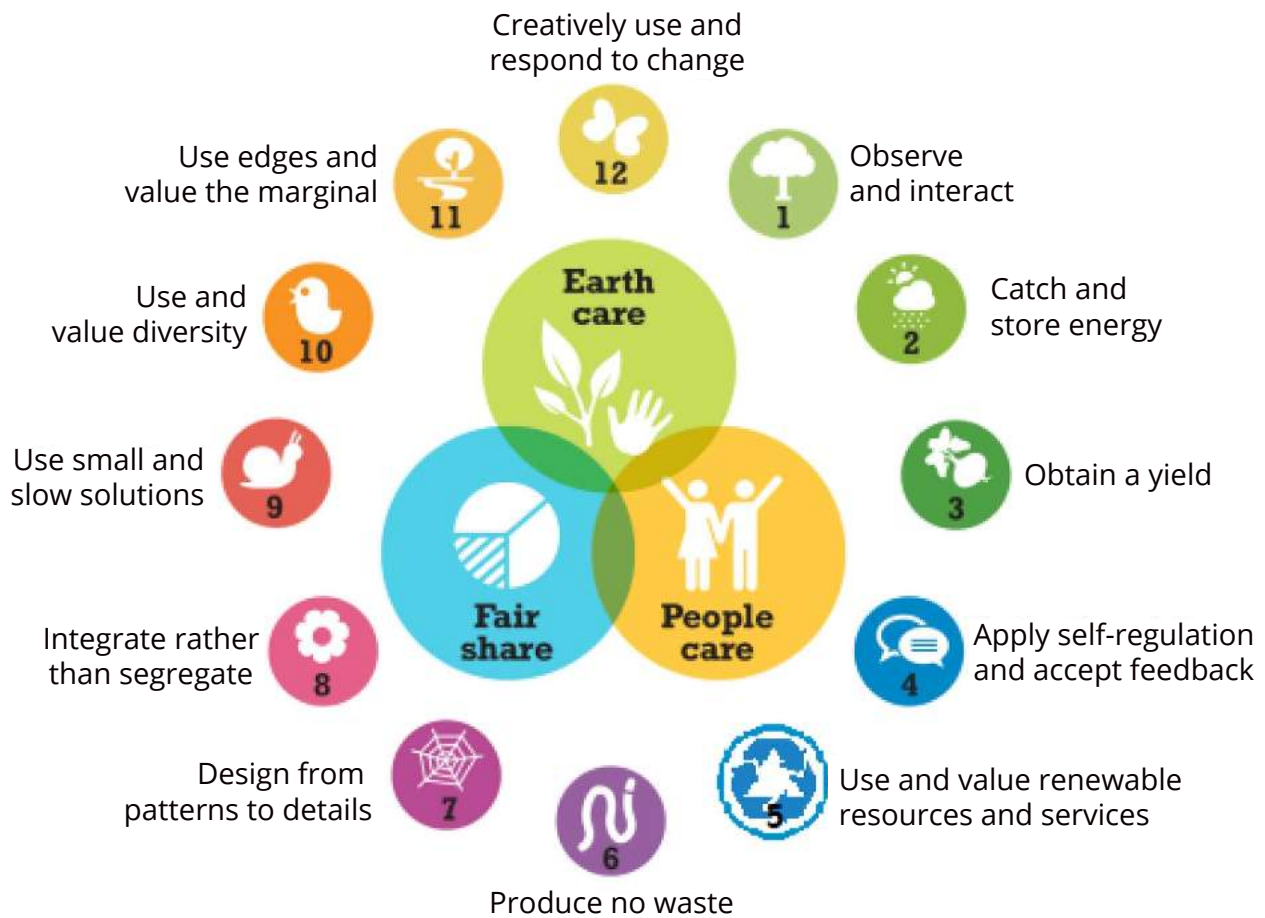 Creatively use and
respond to change
12
Observe
and interact
1
Catch and
store energy
2
Obtain a yield
3
Apply self-regulation
and accept feedback
4
Use and value renewable
resources and services
5
Produce no waste
6
Design from
patterns to details
7
Integrate rather
than segregate
8
Use small and
slow solutions
9
Use and
value diversity
10
Use edges and
value the marginal
11
Earth
care
Fair
share
People
care